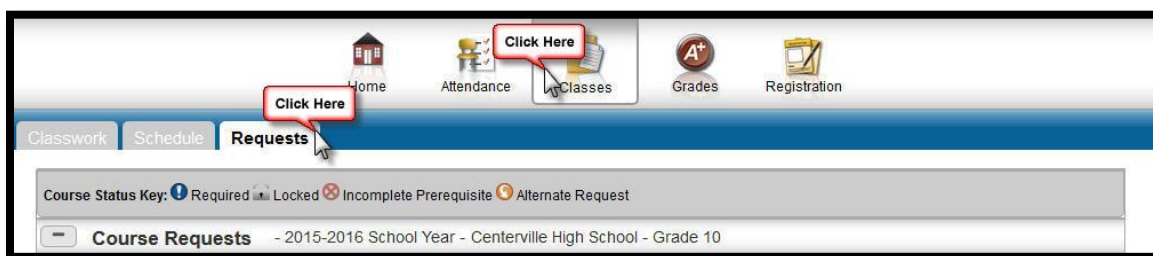 Click Here
Home Attendance Classes Grades Registration
Click Here
Classwork Schedule Requests
Course Status Key: Required Locked Incomplete Prerequisite Alternate Request
Course Requests - 2015-2016 School Year - Centerville High School - Grade 10